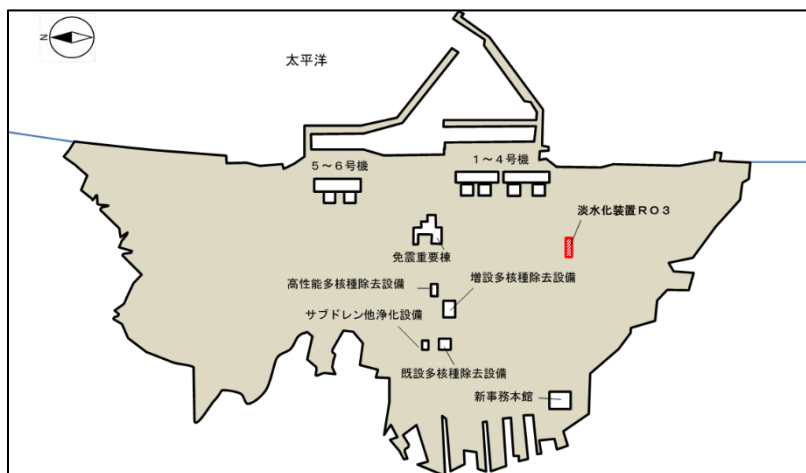 N
太平洋
5~6号機
1~4号機
淡水化装置RO3
免震重要棟
高性能多核種除去設備
増設多核種除去設備
サブドレン他浄化設備
既設多核種除去設備
新事務本館